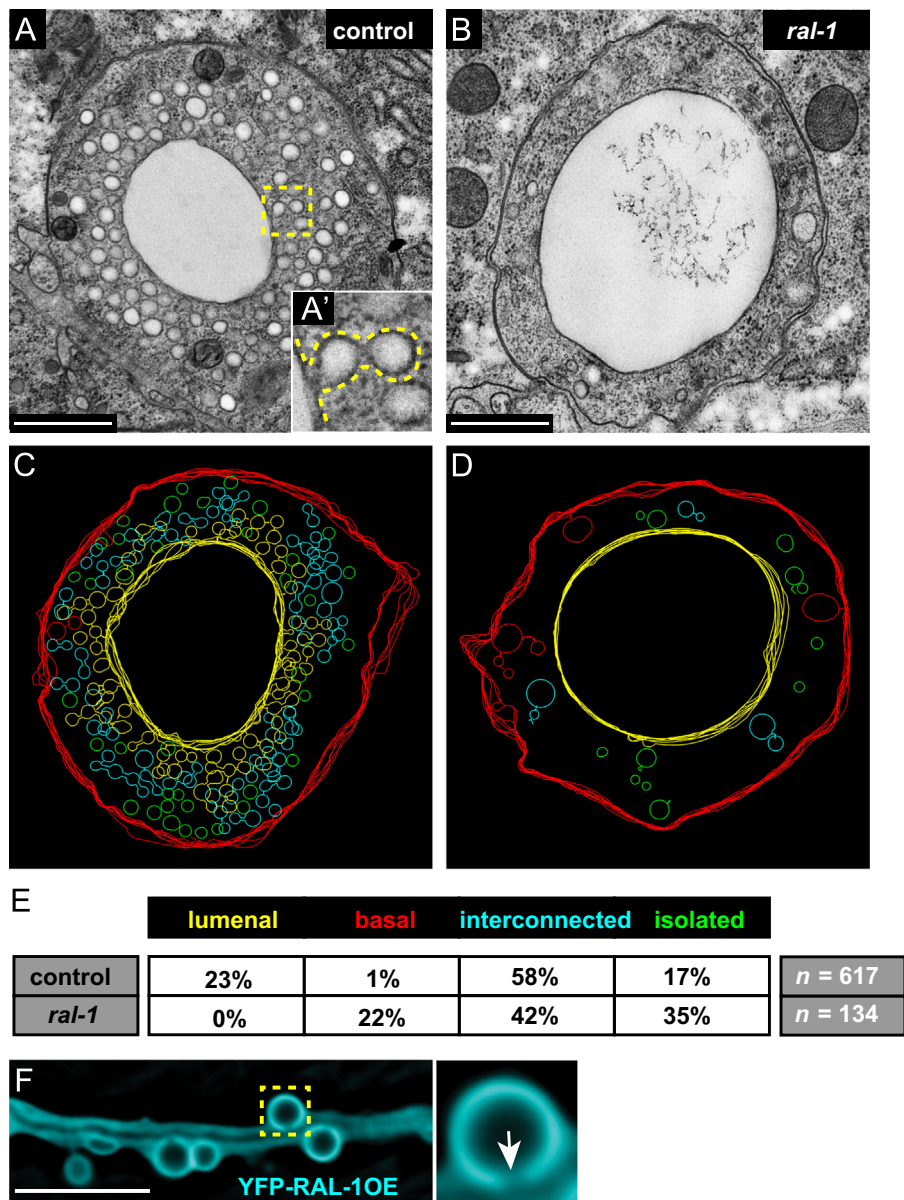 A control
B ral-1
A’
C
D
E
lumenal basal interconnected isolated
control 23% 1% 58% 17% n = 617
ral-1 0% 22% 42% 35% n = 134
F
YFP-RAL-1OE